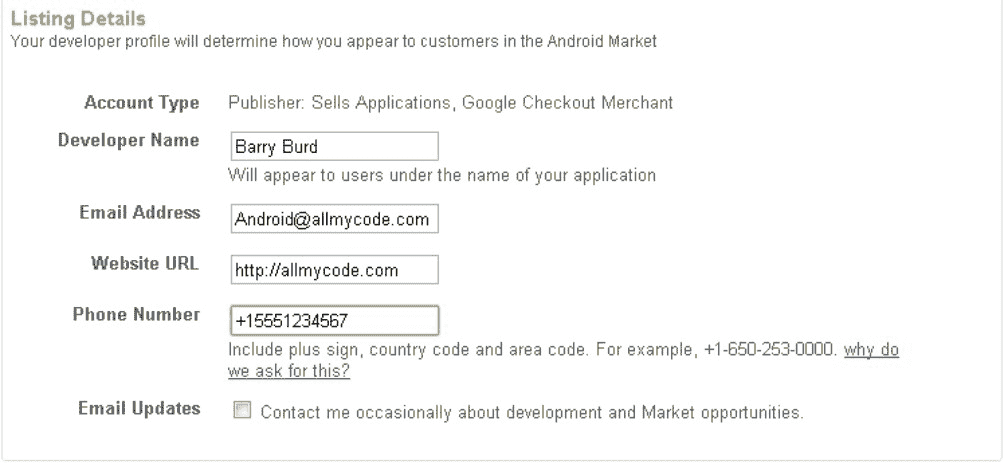 Listing Details
Your developer profile will determine how you appear to customers in the Android Market
Account Type Publisher: Sells Applications, Google Checkout Merchant
Developer Name Barry Burd
Will appear to users under the name of your application
Email Address Android@allmycode.com
Website URL http://allmycode.com
Phone Number +15551234567
Include plus sign, country code and area code. For example, +1-650-253-0000. why do
we ask for this?
Email Updates Contact me occasionally about development and Market opportunities.